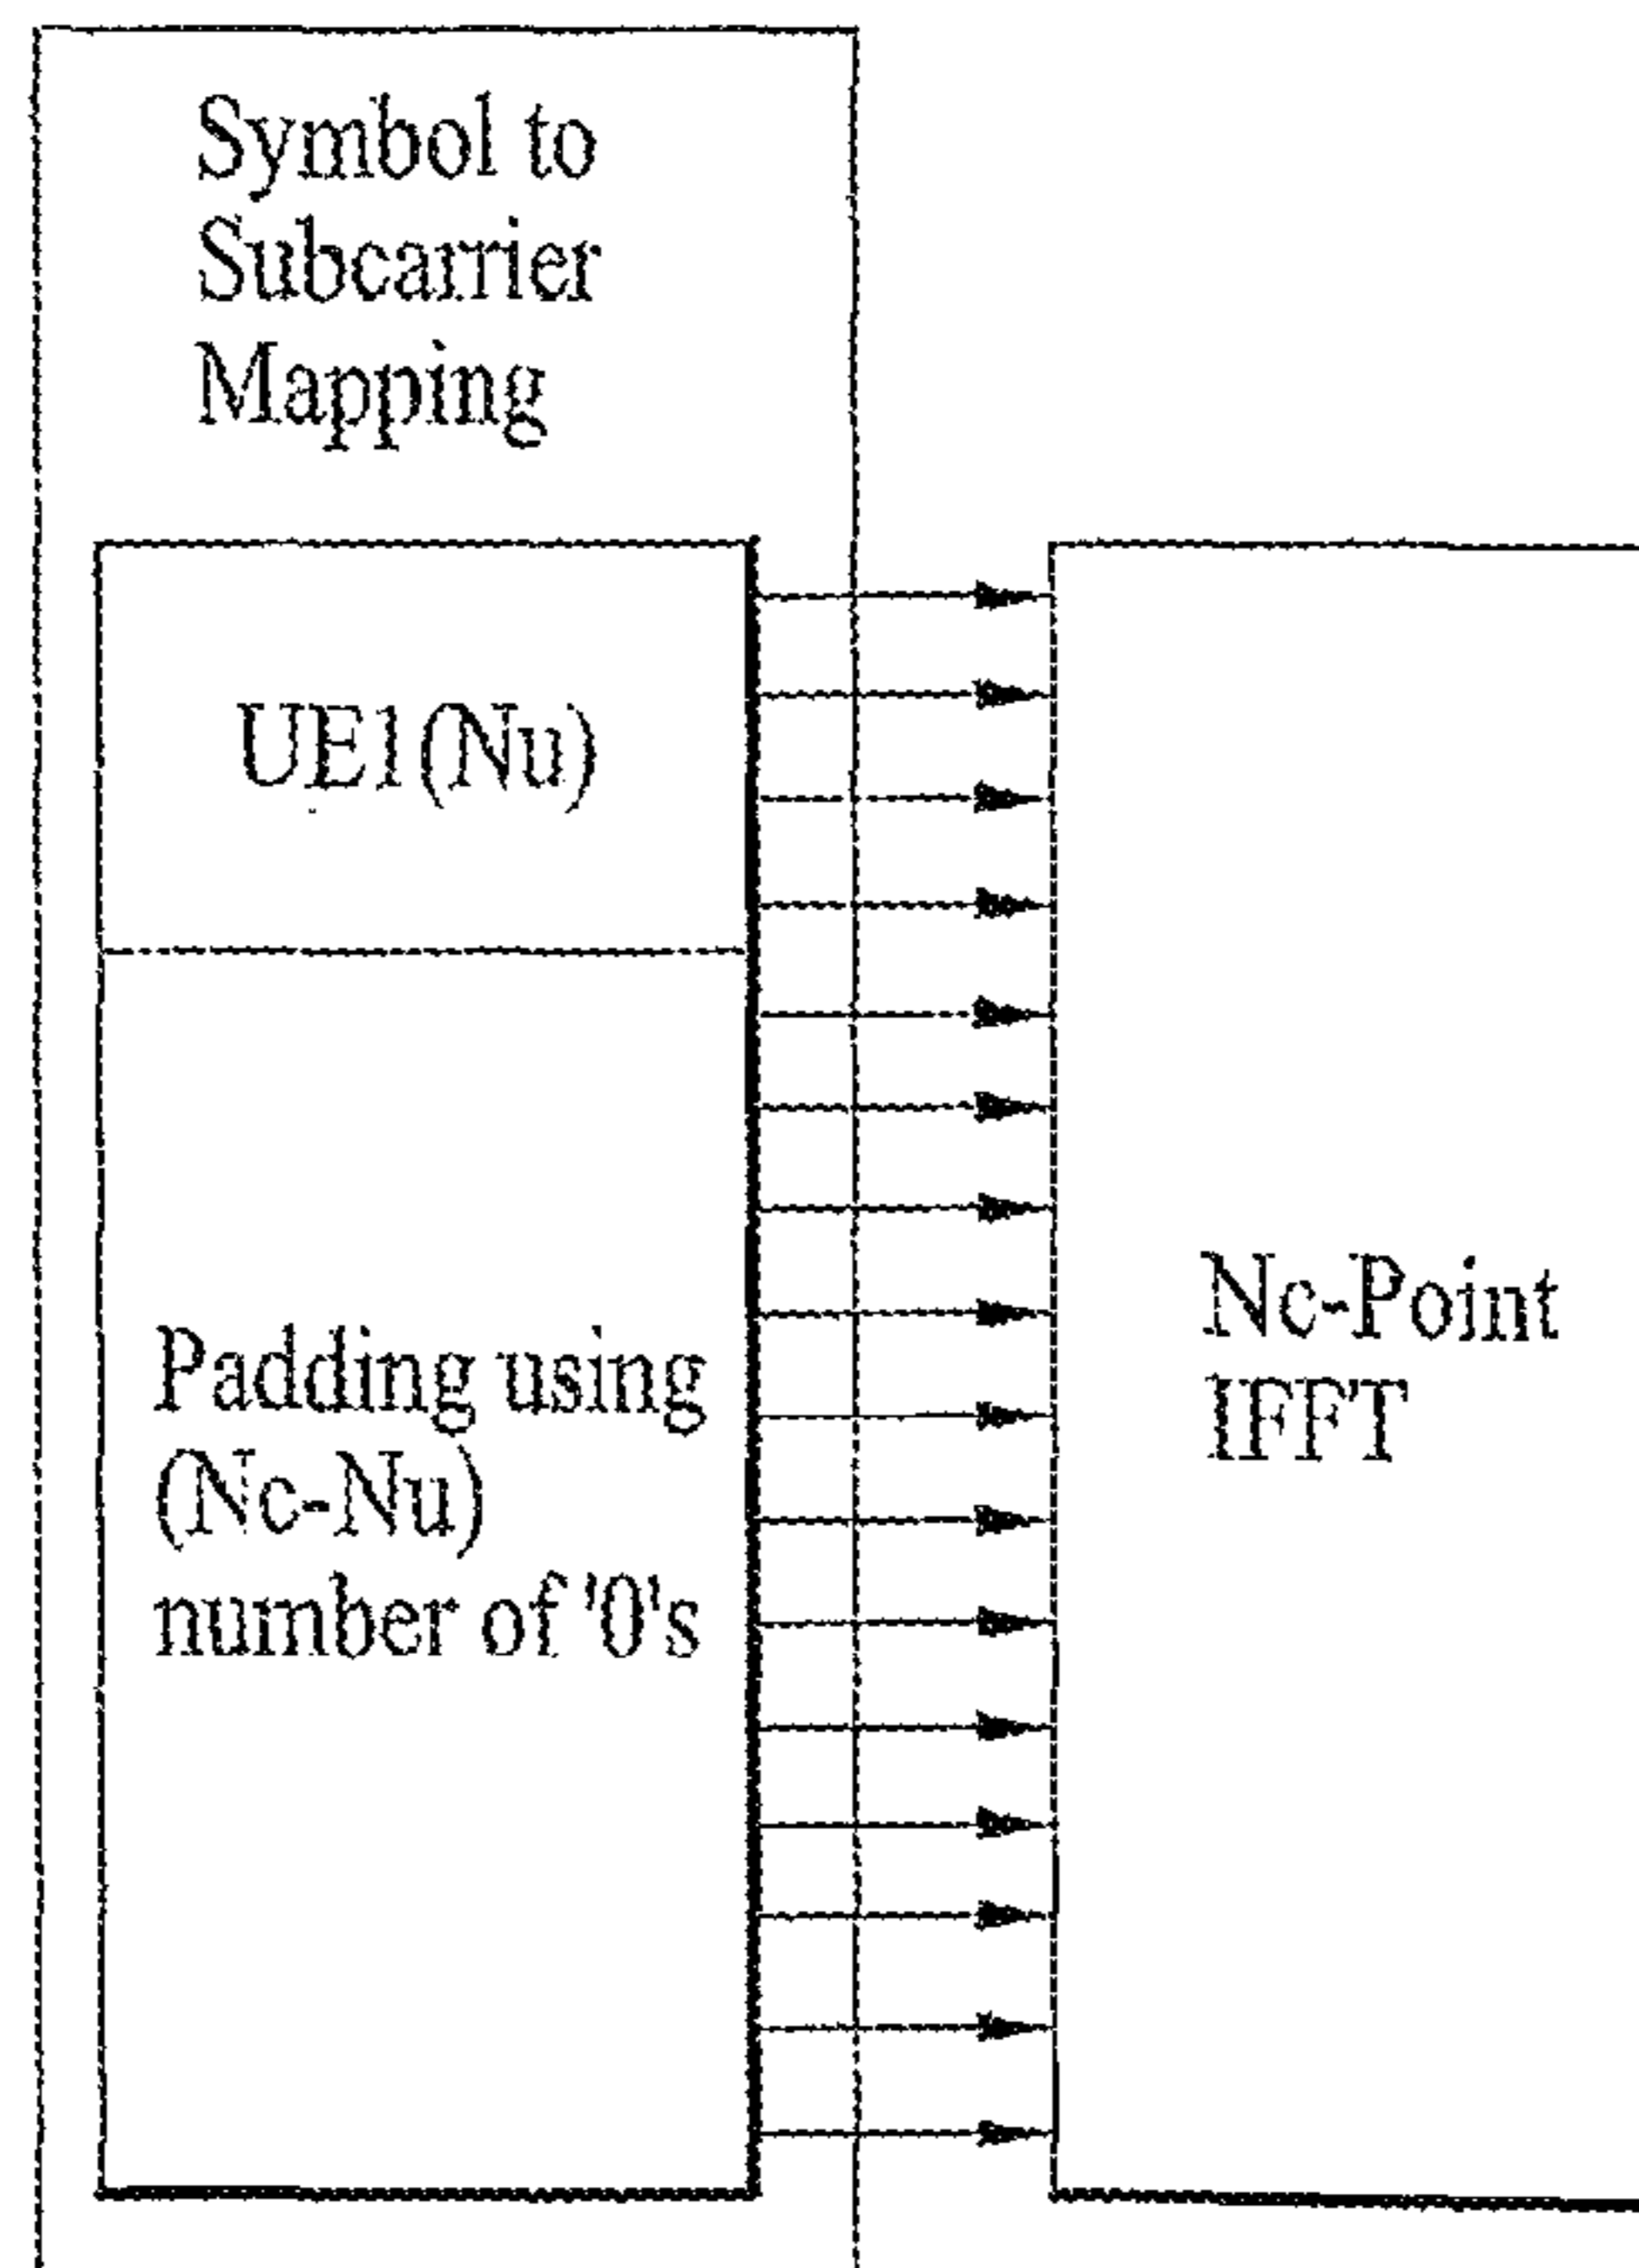 Symbol to
Subcarrier
Mapping
UE1(Nu)
Padding using
(Nc-Nu)
number of '0's
Nc-Point
IFFT